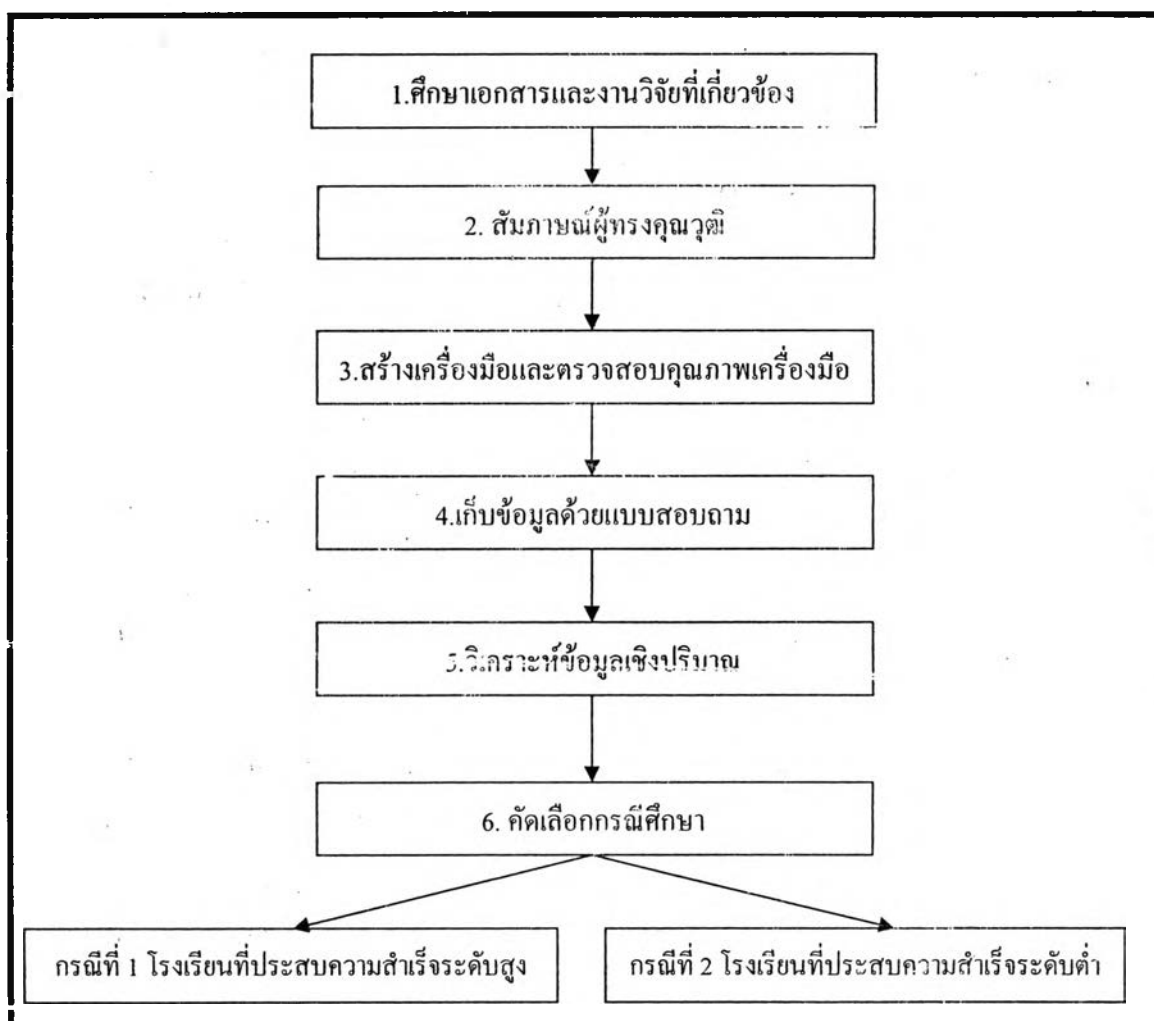 1.ศึกษาเอกสารและงานวิจัยที่เกี่ยวข้อง
2. สัมภาษณ์ผู้ทรงคุณวุฒิ
3.สร้างเครื่องมือและตรวจสอบคุณภาพเครื่องมือ
4.เก็บข้อมูลด้วยแบบสอบถาม
5.วิเคราะห์ข้อมูลเชิงปริมาณ
6. คัดเลือกกรณีศึกษา
กรณีที่ 1 โรงเรียนที่ประสบความสำเร็จระดับสูง
กรณีที่ 2 โรงเรียนที่ประสบความสำเร็จระดับต่ำ